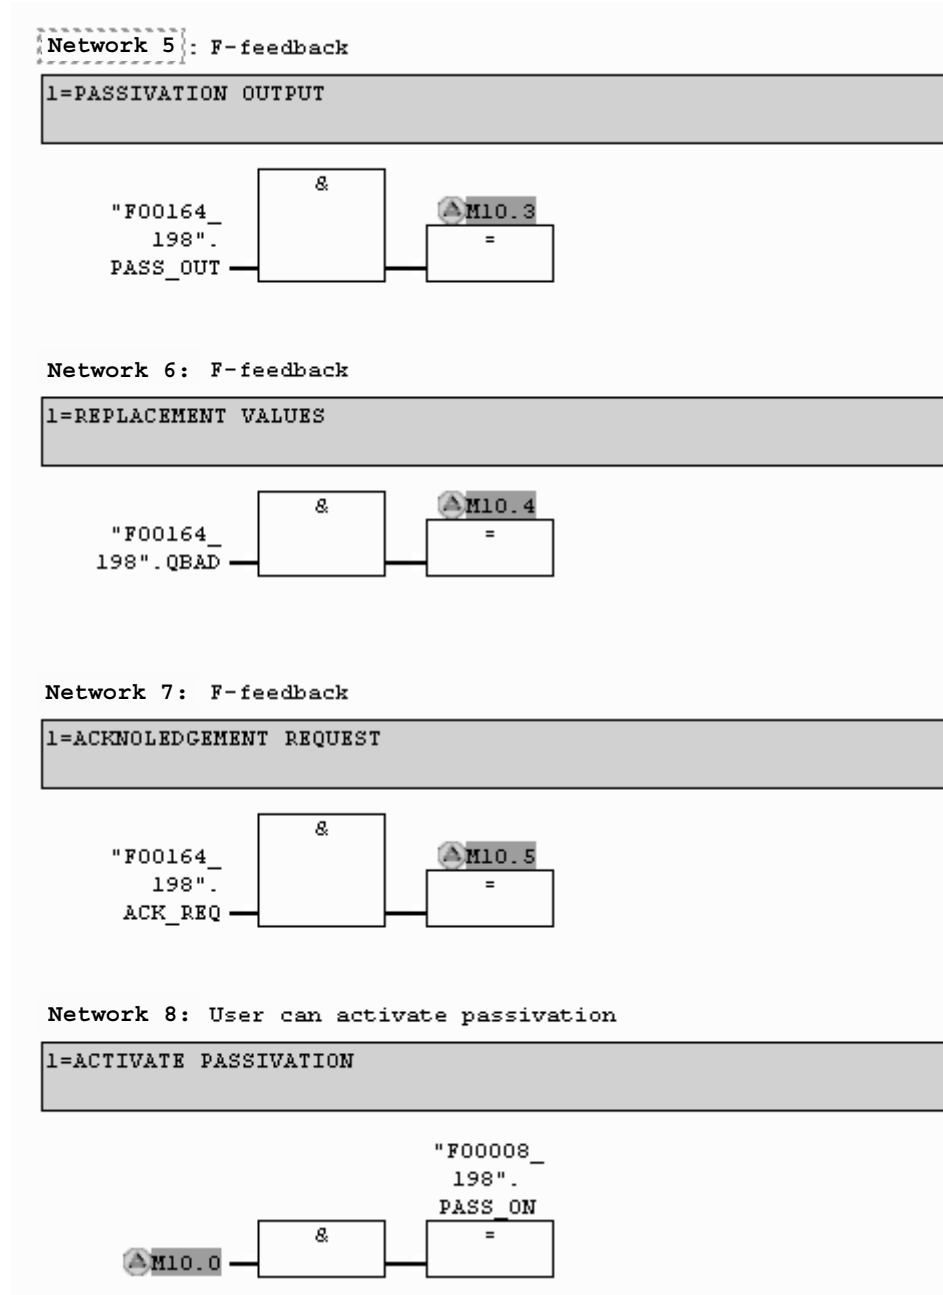 Network 5 : F-feedback
1=PASSIVATION OUTPUT
&
"F00164_
198".
PASS_OUT
M10.3
=
Network 6: F-feedback
1=REPLACEMENT VALUES
&
"F00164_
198".QBAD
M10.4
=
Network 7: F-feedback
1=ACKNOLEDGEMENT REQUEST
&
"F00164_
198".
ACK_REQ
M10.5
=
Network 8: User can activate passivation
1=ACTIVATE PASSIVATION
"F00008_
198".
PASS_ON
&
=
M10.0